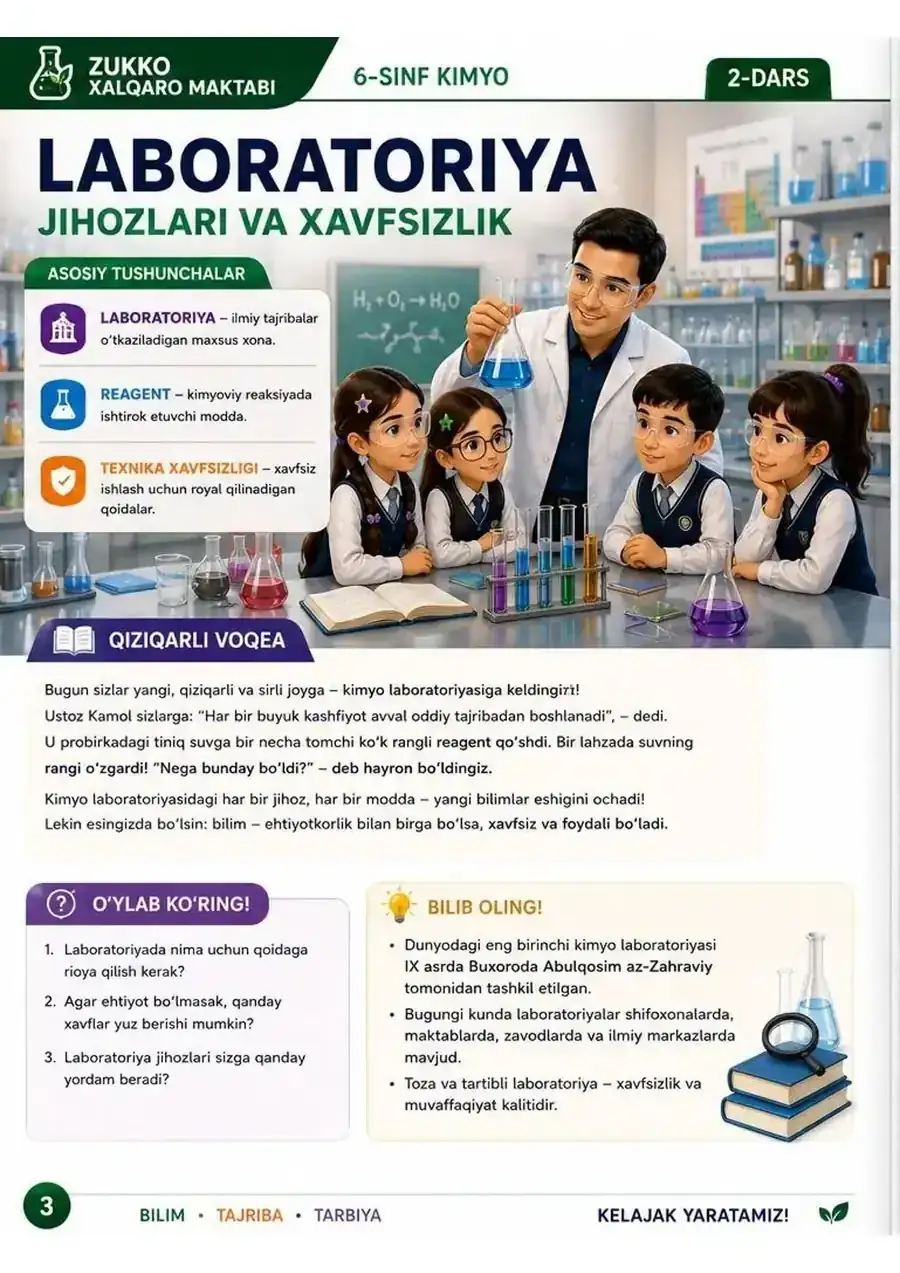 ZUKKO
XALQARO MAKTABI
6-SINF KIMYO
2-DARS
LABORATORIYA
JIHOZLARI VA XAVFSIZLIK
ASOSIY TUSHUNCHALAR
LABORATORIYA – ilmiy tajribalar
o‘tkaziladigan maxsus xona.
REAGENT – kimyoviy reaksiyada
ishtirok etuvchi modda.
TEXNIKA XAVFSIZLIGI – xavfsiz
ishlash uchun royal qilinadigan
qoidalar.
H₂ + O₂ → H₂O
QIZIQARLI VOQEA
Bugun sizlar yangi, qiziqarli va sirli joyga – kimyo laboratoriyasiga keldingiz!
Ustoz Kamol sizlarga: “Har bir buyuk kashfiyot avval oddiy tajribadan boshlanadi”, – dedi.
U probirkadagi tiniq suvga bir necha tomchi ko‘k rangli reagent qo‘shdi. Bir lahzada suvning
rangi o‘zgardi! “Nega bunday bo‘ldi?” – deb hayron bo‘ldingiz.
Kimyo laboratoriyasidagi har bir jihoz, har bir modda – yangi bilimlar eshigini ochadi!
Lekin esingizda bo‘lsin: bilim – ehtiyotkorlik bilan birga bo‘lsa, xavfsiz va foydali bo‘ladi.
O‘YLAB KO‘RING!
1. Laboratoriyada nima uchun qoidaga
rioya qilish kerak?
2. Agar ehtiyot bo‘lmasak, qanday
xavflar yuz berishi mumkin?
3. Laboratoriya jihozlari sizga qanday
yordam beradi?
BILIB OLING!
• Dunyodagi eng birinchi kimyo laboratoriyasi
IX asrda Buxoroda Abulqosim az-Zahraviy
tomonidan tashkil etilgan.
• Bugungi kunda laboratoriyalar shifoxonalarda,
maktablarda, zavodlarda va ilmiy markazlarda
mavjud.
• Toza va tartibli laboratoriya – xavfsizlik va
muvaffaqiyat kalitidir.
3
BILIM • TAJRIBA • TARBIYA
KELAJAK YARATAMIZ!